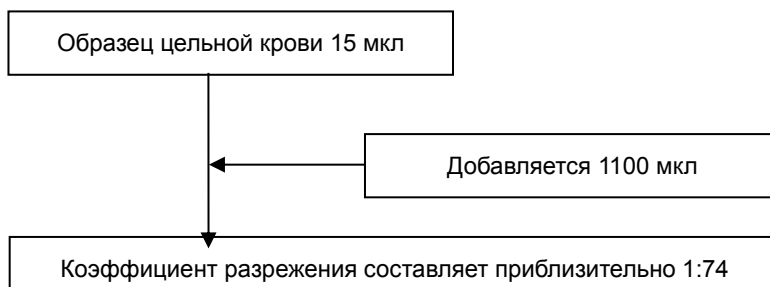 Образец цельной крови 15 мкл
Добавляется 1100 мкл
Коэффициент разрежения составляет приблизительно 1:74